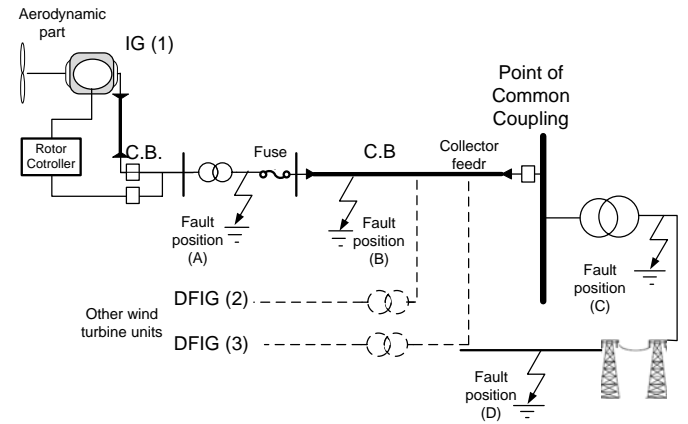 Aerodynamic
part
IG (1)
Point of
Common
Coupling
Rotor
Cotroller
C.B.
Fuse
C.B
Collector
feedr
Fault
position
(A)
Fault
position
(B)
Fault
position
(C)
Other wind
turbine units
DFIG (2)
DFIG (3)
Fault
position
(D)